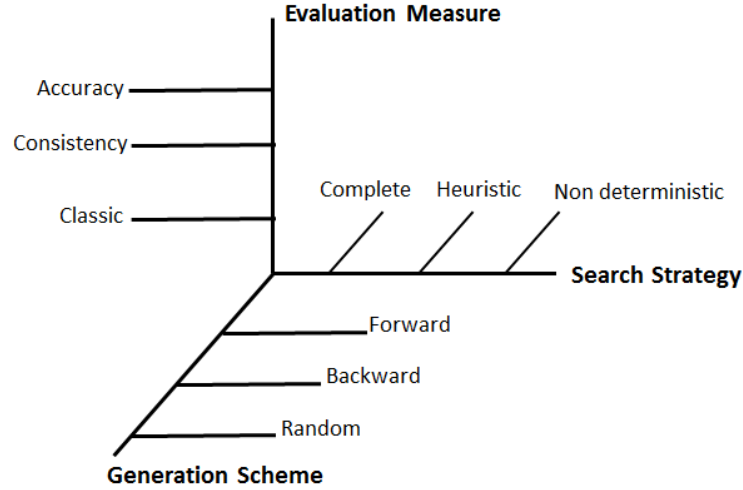 Evaluation Measure
Accuracy
Consistency
Classic
Complete
Heuristic
Non deterministic
Search Strategy
Forward
Backward
Random
Generation Scheme